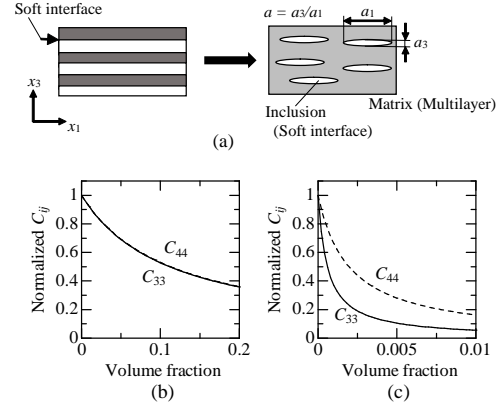 Soft interface
a = a3/a1
a1
a3
x3
x1
Inclusion
(Soft interface)
Matrix (Multilayer)
(a)
Normalized Cij
1
0.8
0.6
0.4
0.2
0
C44
C33
0
0.1
0.2
Volume fraction
(b)
Normalized Cij
1
0.8
0.6
0.4
0.2
0
C44
C33
0
0.005
0.01
Volume fraction
(c)